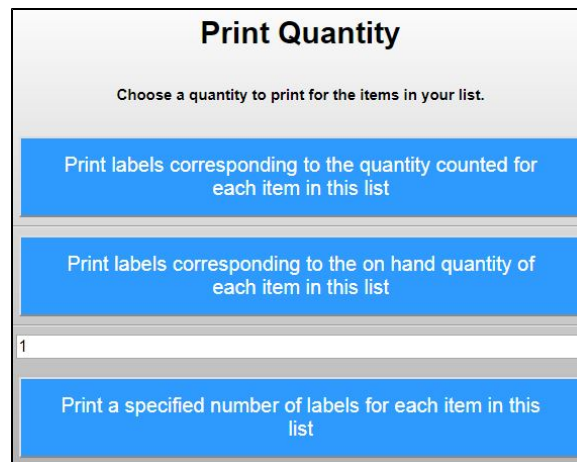 Print Quantity
Choose a quantity to print for the items in your list.
Print labels corresponding to the quantity counted for
each item in this list
Print labels corresponding to the on hand quantity of
each item in this list
1
Print a specified number of labels for each item in this
list